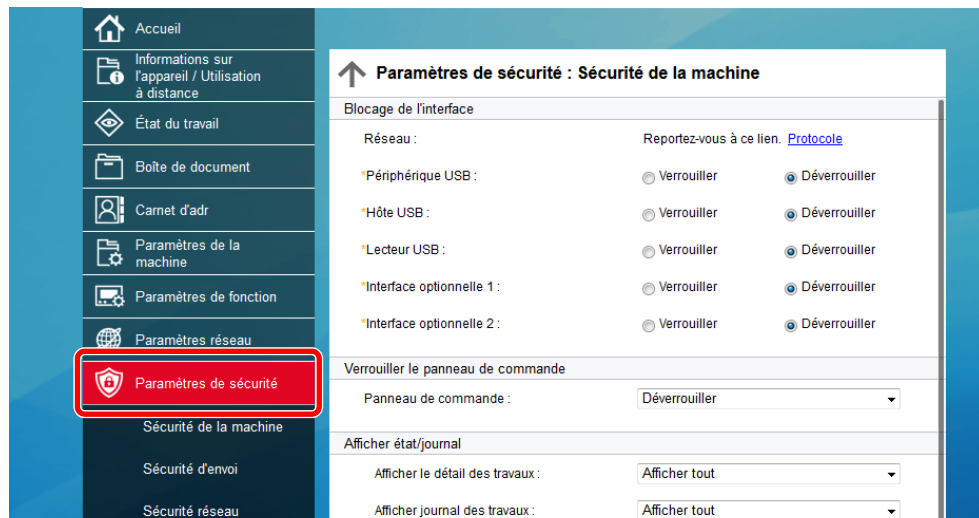 Accueil
Informations sur
l'appareil / Utilisation
à distance
État du travail
Boîte de document
Carnet d'adr
Paramètres de la
machine
Paramètres de fonction
Paramètres réseau
Paramètres de sécurité
Sécurité de la machine
Sécurité d'envoi
Sécurité réseau
Paramètres de sécurité : Sécurité de la machine
Blocage de l'interface
Réseau : Reportez-vous à ce lien. Protocole
*Périphérique USB : Verrouiller Déverrouiller
*Hôte USB : Verrouiller Déverrouiller
*Lecteur USB : Verrouiller Déverrouiller
*Interface optionnelle 1 : Verrouiller Déverrouiller
*Interface optionnelle 2 : Verrouiller Déverrouiller
Verrouiller le panneau de commande
Panneau de commande : Déverrouiller
Afficher état/journal
Afficher le détail des travaux : Afficher tout
Afficher journal des travaux : Afficher tout